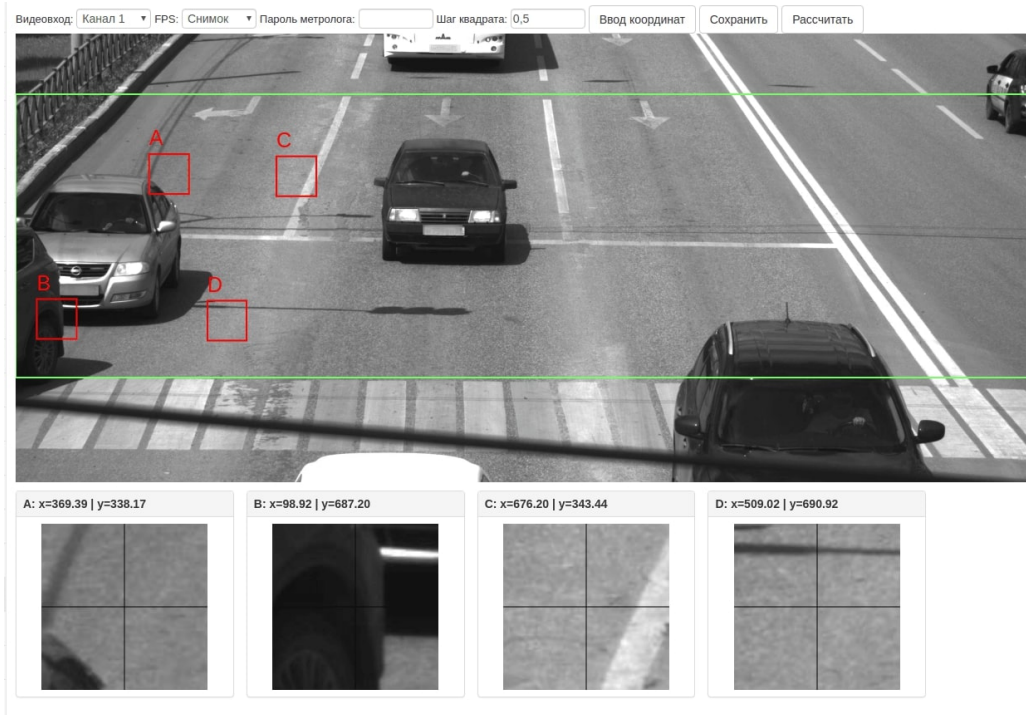 Видеовход: Канал 1 FPS: Снимок Пароль метролога: Шаг квадрата: 0,5 Ввод координат Сохранить Рассчитать
A
C
B
D
A: x=369.39 | y=338.17
B: x=98.92 | y=687.20
C: x=676.20 | y=343.44
D: x=509.02 | y=690.92